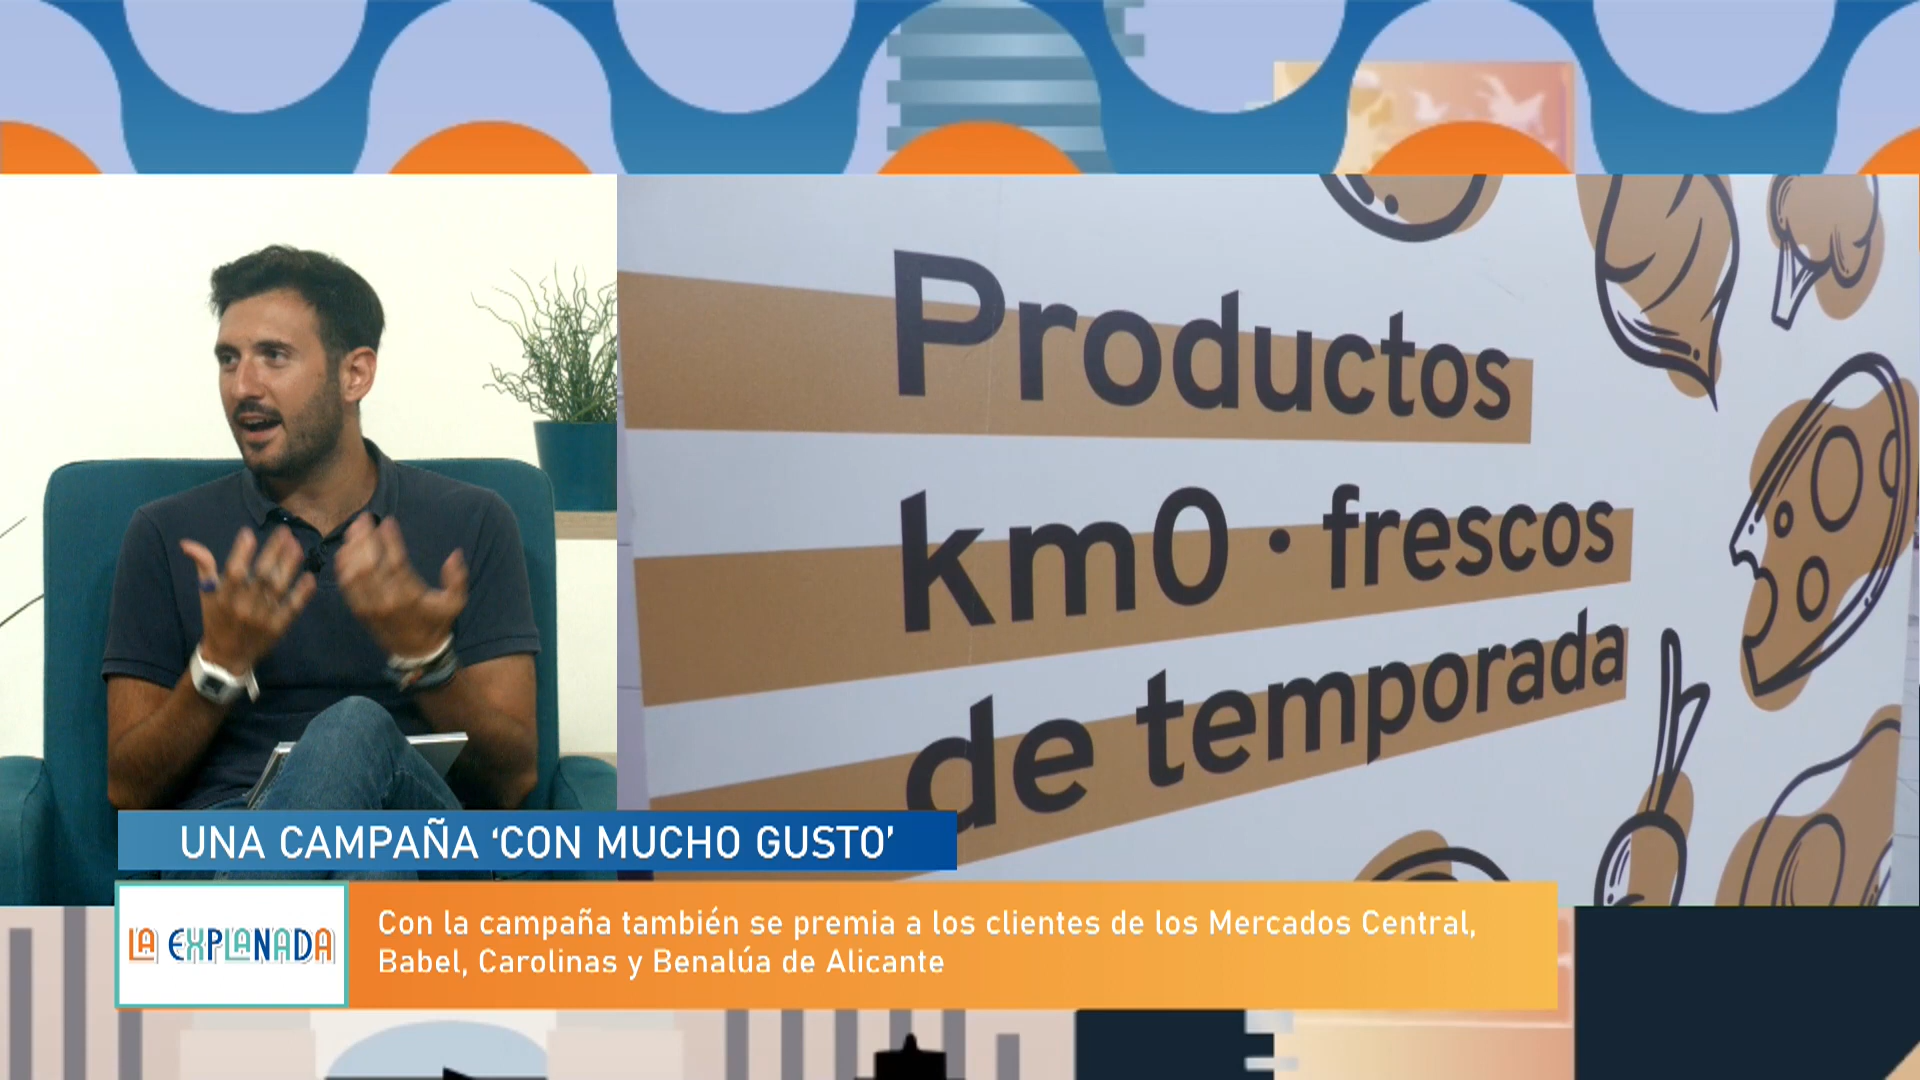 Productos
km0 · frescos
de temporada
UNA CAMPAÑA ‘CON MUCHO GUSTO’
LA EXPLANADA
Con la campaña también se premia a los clientes de los Mercados Central,
Babel, Carolinas y Benalúa de Alicante